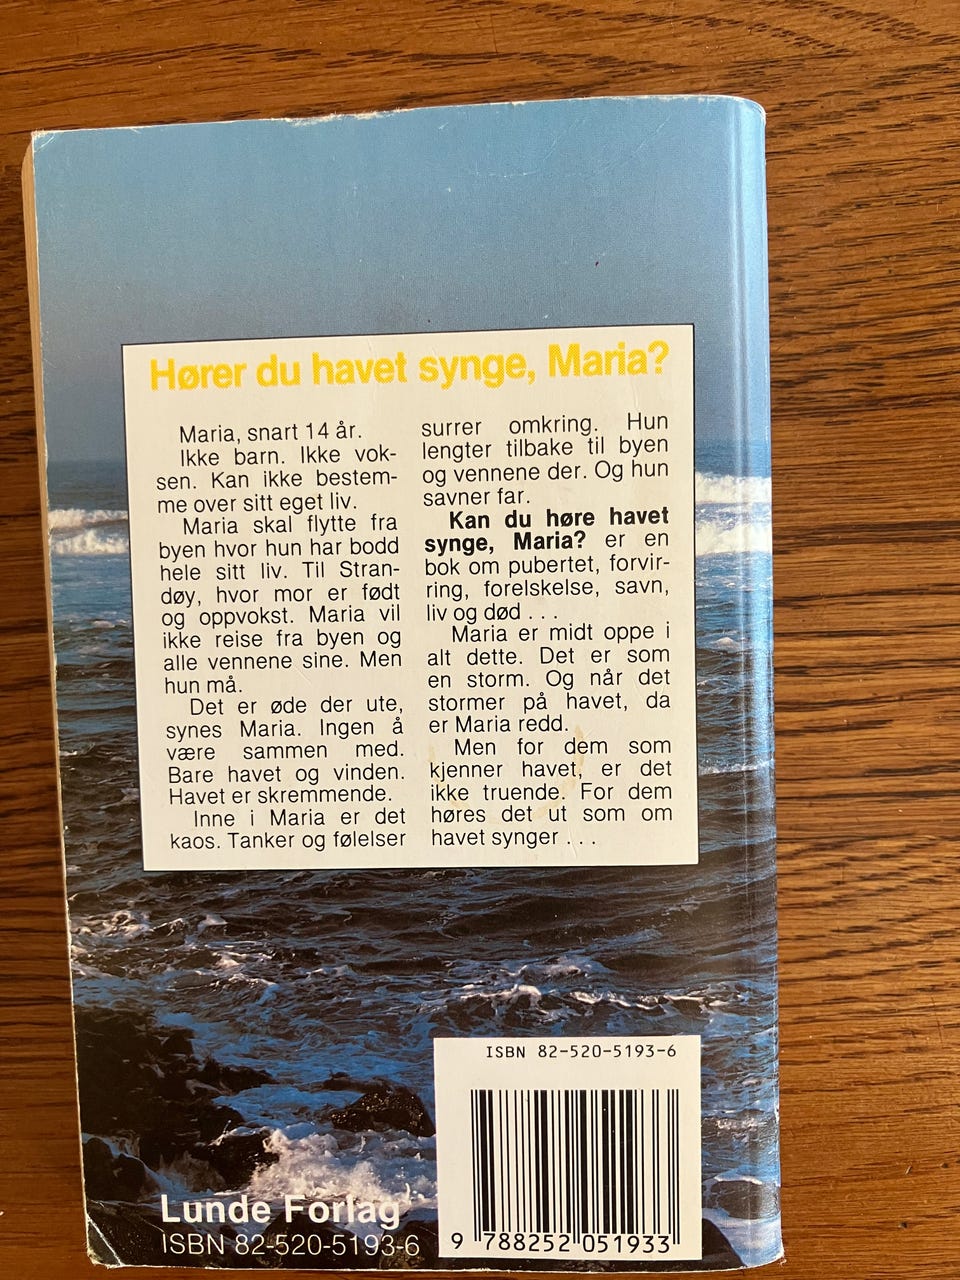 Hører du havet synge, Maria?
Maria, snart 14 år.
Ikke barn. Ikke vok-
sen. Kan ikke bestem-
me over sitt eget liv.
Maria skal flytte fra
byen hvor hun har bodd
hele sitt liv. Til Stran-
døy, hvor mor er født
og oppvokst. Maria vil
ikke reise fra byen og
alle vennene sine. Men
hun må.
Det er øde der ute,
synes Maria. Ingen å
være sammen med.
Bare havet og vinden.
Havet er skremmende.
Inne i Maria er det
kaos. Tanker og følelser
surrer omkring. Hun
lengter tilbake til byen
og vennene der. Og hun
savner far.
Kan du høre havet
synge, Maria? er en
bok om pubertet, forvir-
ring, forelskelse, savn,
liv og død . . .
Maria er midt oppe i
alt dette. Det er som
en storm. Og når det
stormer på havet, da
er Maria redd.
Men for dem som
kjenner havet, er det
ikke truende. For dem
høres det ut som om
havet synger . . .
ISBN 82-520-5193-6
9 788252 051933
Lunde Forlag
ISBN 82-520-5193-6